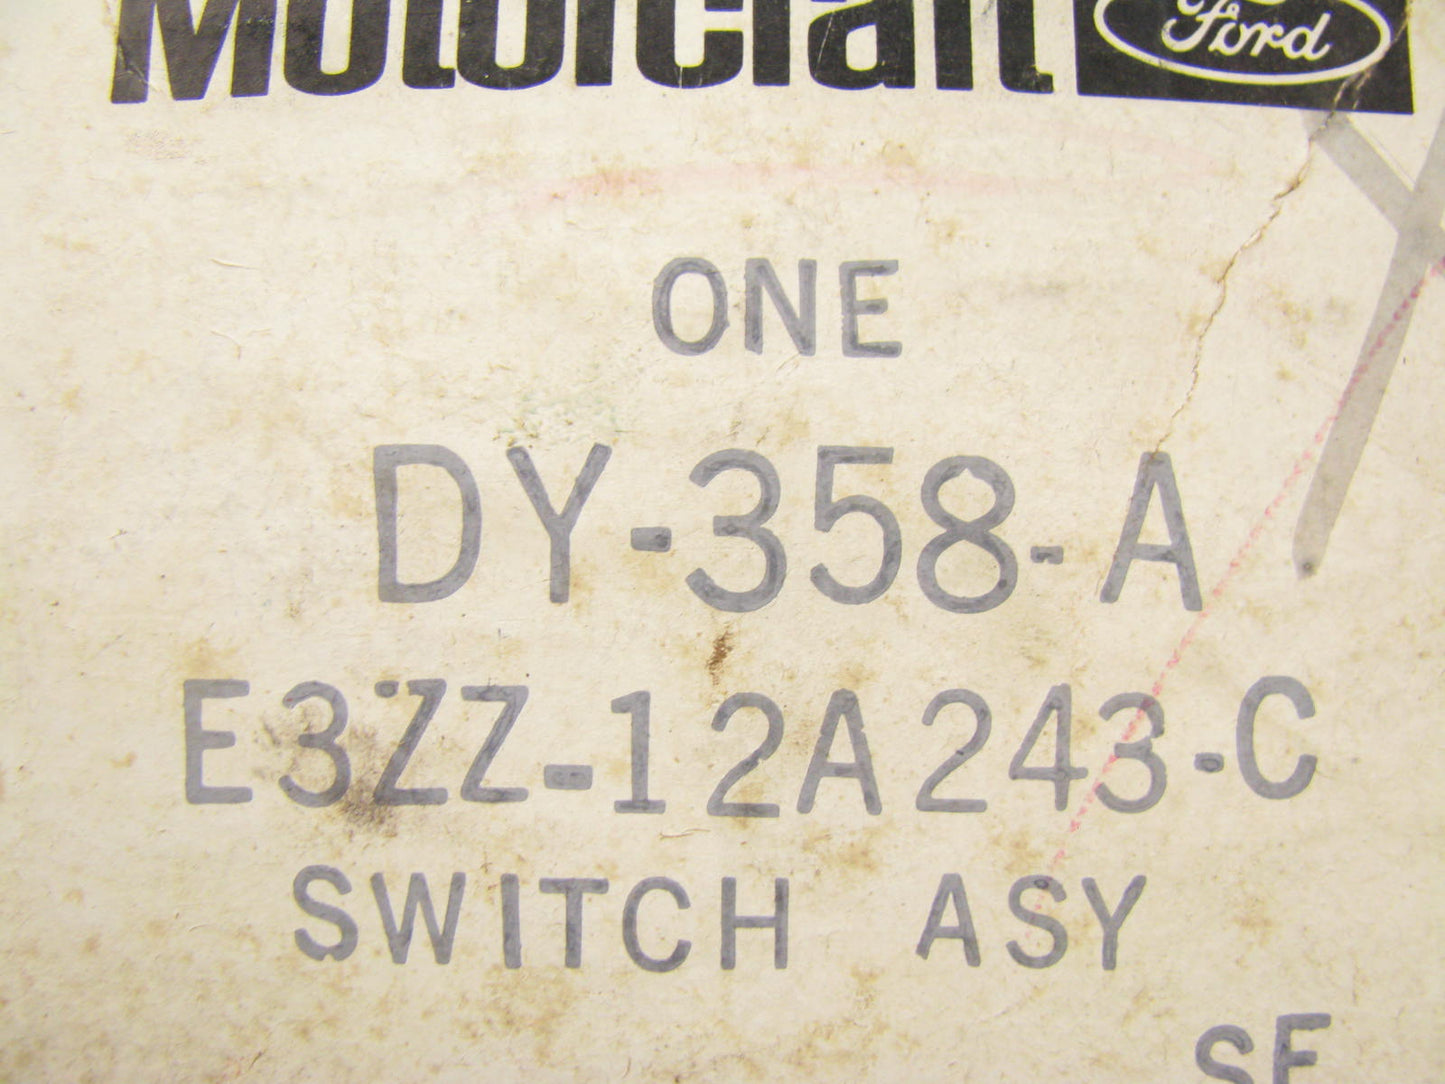 Motorcraft Ford
ONE
DY-358-A
E3ZZ-12A243-C
SWITCH ASY